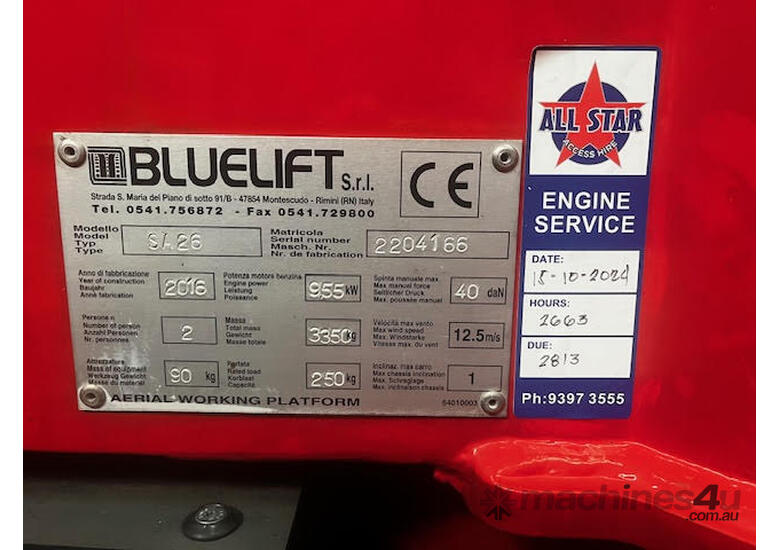 BLUELIFT S.r.l.
CE
Strada S. Maria del Piano di sotto 91/B - 47854 Montescudo - Rimini (RN) Italy
Tel. 0541.756872 - Fax 0541.729800
Modello
Model
Typ
Type
SA26
Matricola
Serial number
Masch. Nr.
Nr. de fabrication
2204166
Anno di fabbricazione
Year of construction
Baujahr
Anné fabrication
2016
Potenza motore benzina
Engine power
Leistung
Poissance
9,55 kW
Spinta manuale max.
Max manual force
Seitlicher Druck
Max. poussée manuel
40 daN
Persone n
Number of person
Anzahl Personen
Nr. personnes
2
Massa
Total mass
Gewicht
Masse totale
3350 kg
Velocità max vento
Max wind speed
Max. Windstarke
Vitesse max. du vent
12.5 m/s
Attrezzature
Mass of equipment
Werkzeug Gewicht
Masse du matériel
90 kg
Portata
Rated load
Korblast
Capacité
250 kg
Inclinaz. max carro
Max chassis inclination
Max. Schraglage
Max. inclinaison chassis
1
AERIAL WORKING PLATFORM
64010003
ALL STAR
ACCESS HIRE
ENGINE
SERVICE
DATE:
15-10-2024
HOURS:
2663
DUE:
2813
Ph:9397 3555
machines4u
.com.au